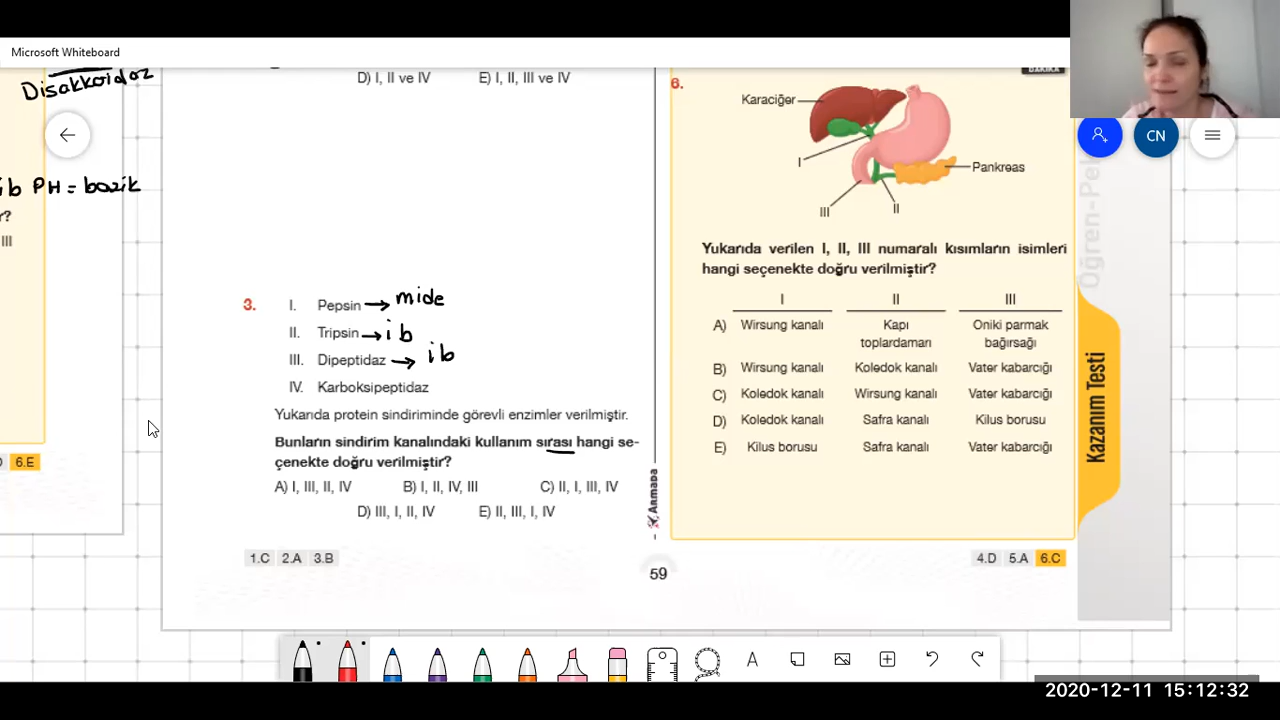 Microsoft Whiteboard
Disakkoidaz
ib PH = bazik
r?
III
6.E
D) I, II ve IV E) I, II, III ve IV
3.
I. Pepsin → mide
II. Tripsin → ib
III. Dipeptidaz → ib
IV. Karboksipeptidaz
Yukarıda protein sindiriminde görevli enzimler verilmiştir.
Bunların sindirim kanalındaki kullanım sırası hangi se-
çenekte doğru verilmiştir?
A) I, III, II, IV B) I, II, IV, III C) II, I, III, IV
D) III, I, II, IV E) II, III, I, IV
1.C 2.A 3.B
Armada
59
6.
Karaciğer
I
Pankreas
III II
Yukarıda verilen I, II, III numaralı kısımların isimleri
hangi seçenekte doğru verilmiştir?
I II III
A) Wirsung kanalı Kapı toplardamarı Oniki parmak bağırsağı
B) Wirsung kanalı Koledok kanalı Vater kabarcığı
C) Koledok kanalı Wirsung kanalı Vater kabarcığı
D) Koledok kanalı Safra kanalı Kilus borusu
E) Kilus borusu Safra kanalı Vater kabarcığı
4.D 5.A 6.C
Kazanım Testi
CN
A
2020-12-11 15:12:32